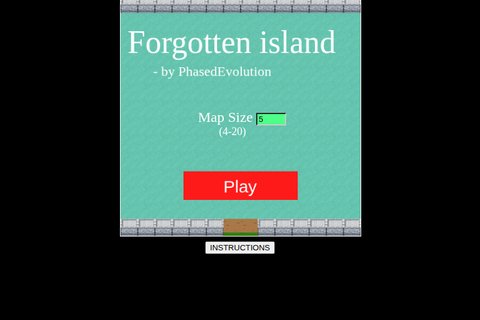 Forgotten island
- by PhasedEvolution
Map Size 5
(4-20)
Play
INSTRUCTIONS